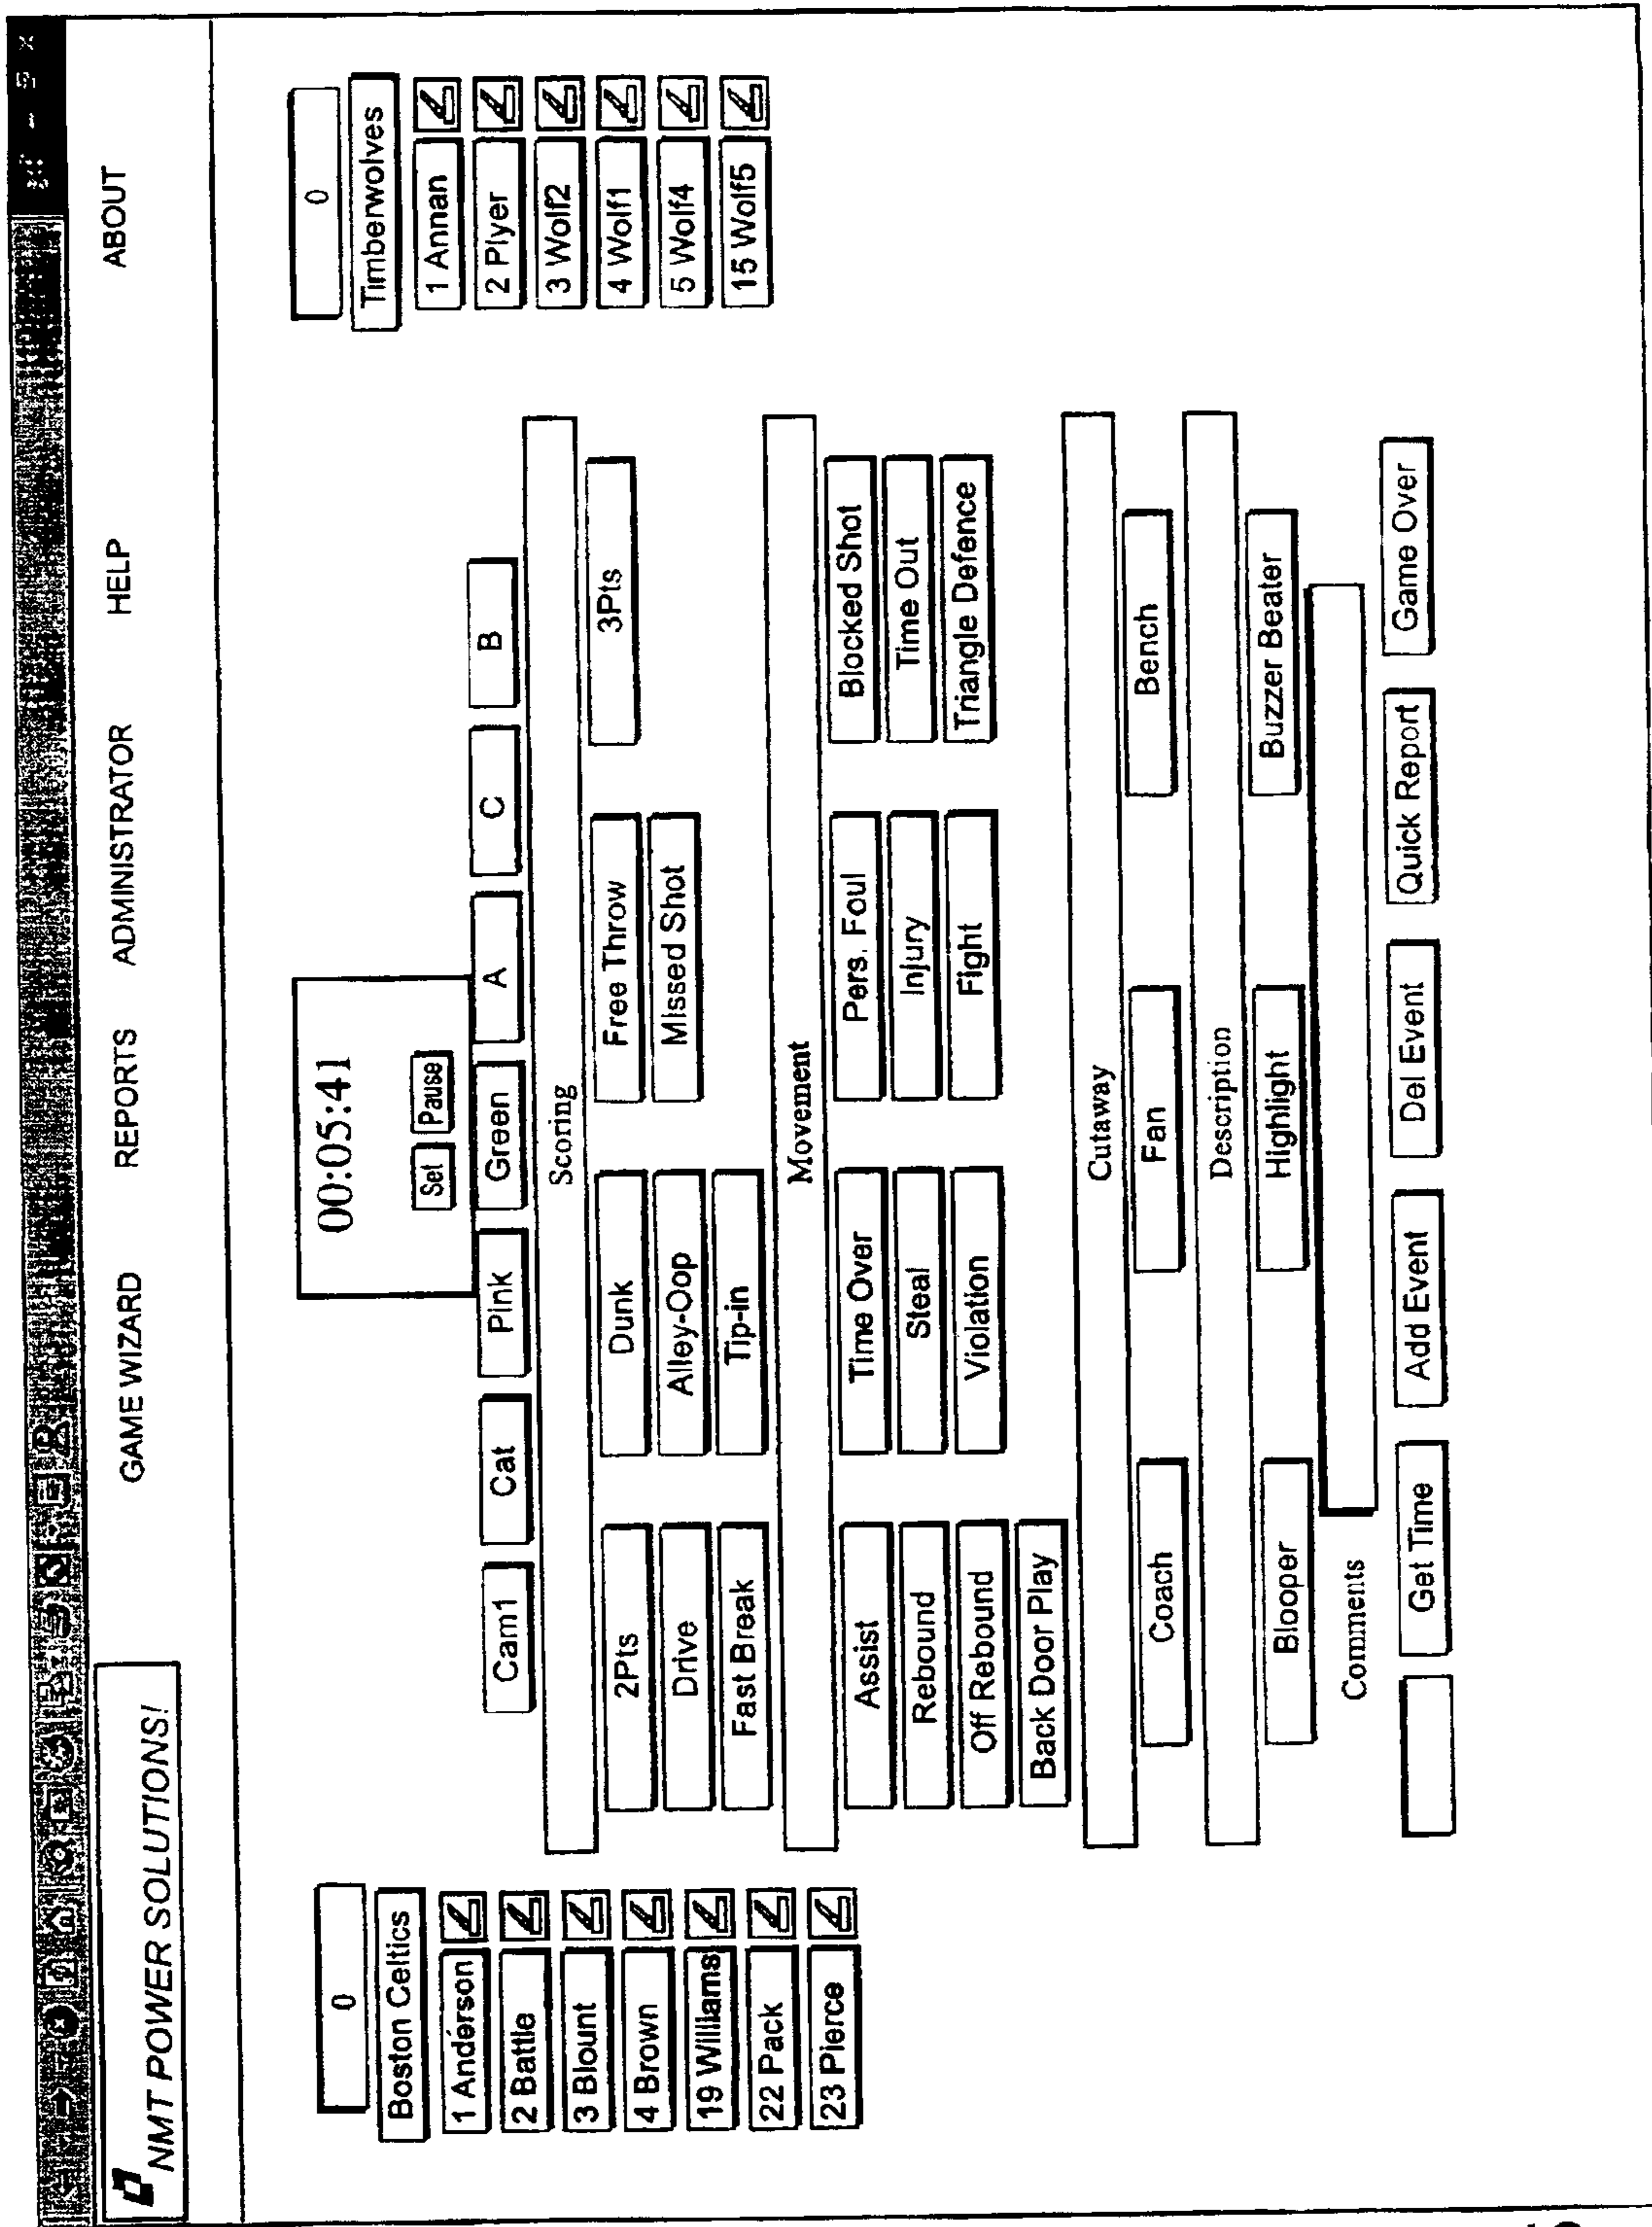 NMT POWER SOLUTIONS!
GAME WIZARD REPORTS ADMINISTRATOR HELP ABOUT
0
Boston Celtics
1 Anderson
2 Battle
3 Blount
4 Brown
19 Williams
22 Pack
23 Pierce
00:05:41
Set Pause
Cam1 Cat Pink Green A C B
Scoring
2Pts Dunk Free Throw 3Pts
Drive Alley-Oop Missed Shot
Fast Break Tip-in
Movement
Assist Time Over Pers. Foul Blocked Shot
Rebound Steal Injury Time Out
Off Rebound Violation Fight Triangle Defence
Back Door Play
Cutaway
Coach Fan Bench
Description
Blooper Highlight Buzzer Beater
Comments
Get Time Add Event Del Event Quick Report Game Over
0
Timberwolves
1 Annan
2 Plyer
3 Wolf2
4 Wolf1
5 Wolf4
15 Wolf5